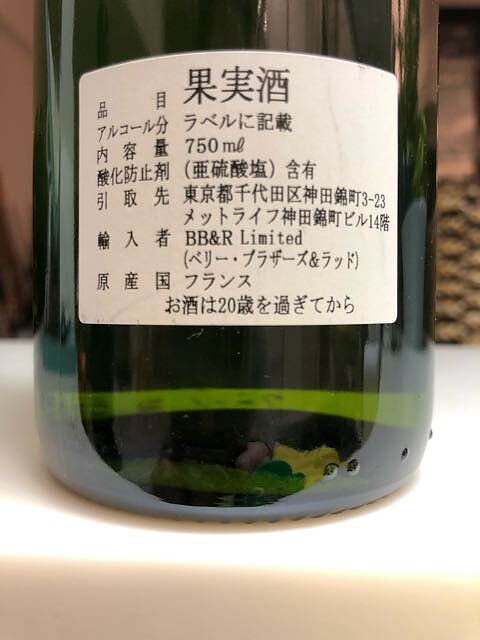 品目 果実酒
アルコール分 ラベルに記載
内容量 750mℓ
酸化防止剤 (亜硫酸塩)含有
引取先 東京都千代田区神田錦町3-23
メットライフ神田錦町ビル14階
輸入者 BB&R Limited
(ベリー・ブラザーズ&ラッド)
原産国 フランス
お酒は20歳を過ぎてから